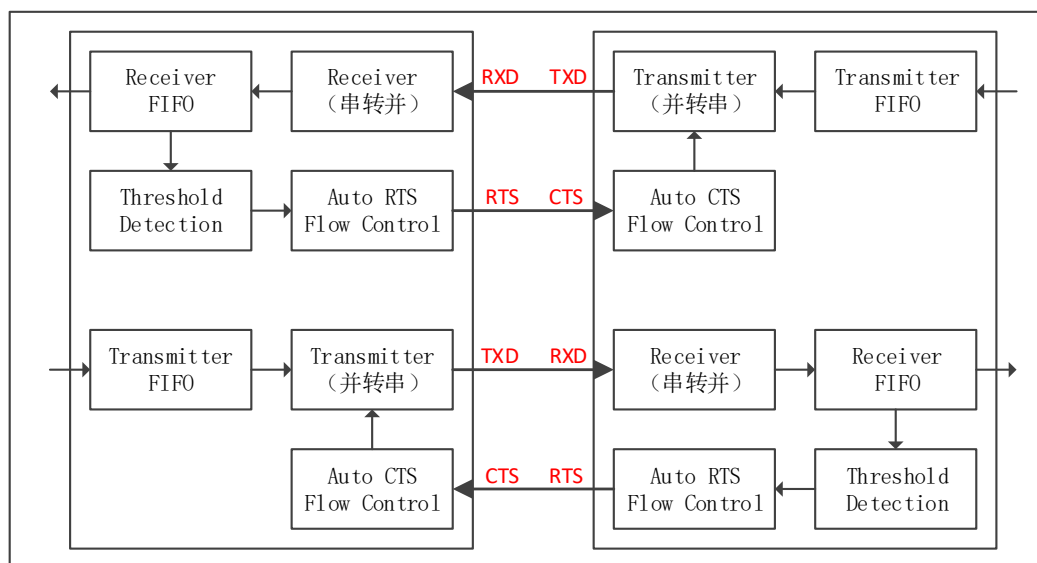 Receiver
FIFO
Receiver
（串转并）
RXD
TXD
Transmitter
（并转串）
Transmitter
FIFO
Threshold
Detection
Auto RTS
Flow Control
RTS
CTS
Auto CTS
Flow Control
Transmitter
FIFO
Transmitter
（并转串）
TXD
RXD
Receiver
（串转并）
Receiver
FIFO
Auto CTS
Flow Control
CTS
RTS
Auto RTS
Flow Control
Threshold
Detection